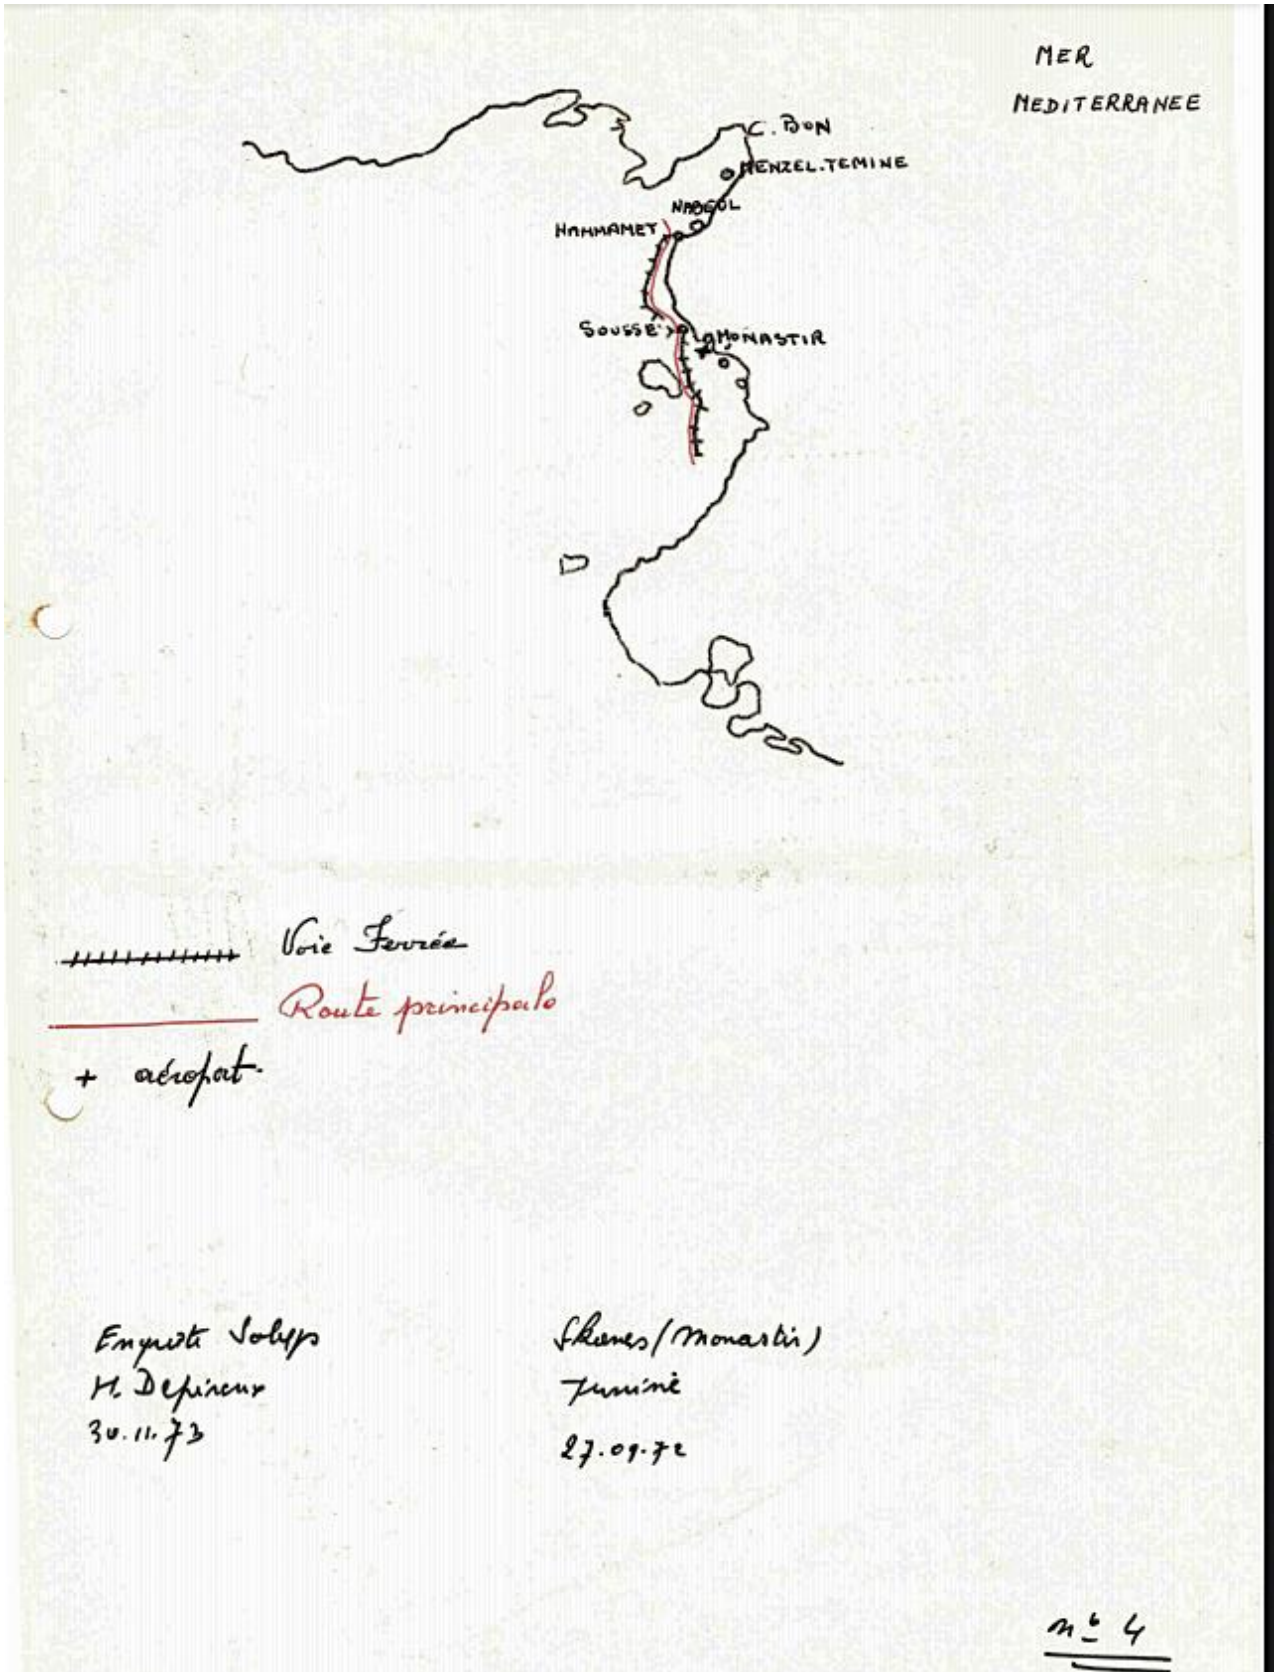 MER
MEDITERRANEE
C. BON
MENZEL.TEMINE
NABEUL
HAMMAMET
SOUSSE
MONASTIR
Voie Ferrée
Route principale
+ aéroport.
Enquête Sobeps
H. Depireux
30.11.73
Skanes (Monastir)
Tunisie
27.09.72
n° 4